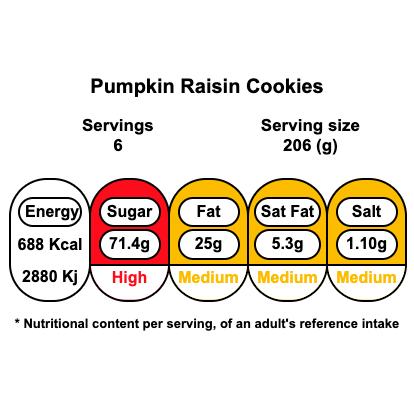 Pumpkin Raisin Cookies
Servings Serving size
6 206 (g)
Energy Sugar Fat Sat Fat Salt
688 Kcal 71.4g 25g 5.3g 1.10g
2880 Kj High Medium Medium Medium
* Nutritional content per serving, of an adult's reference intake